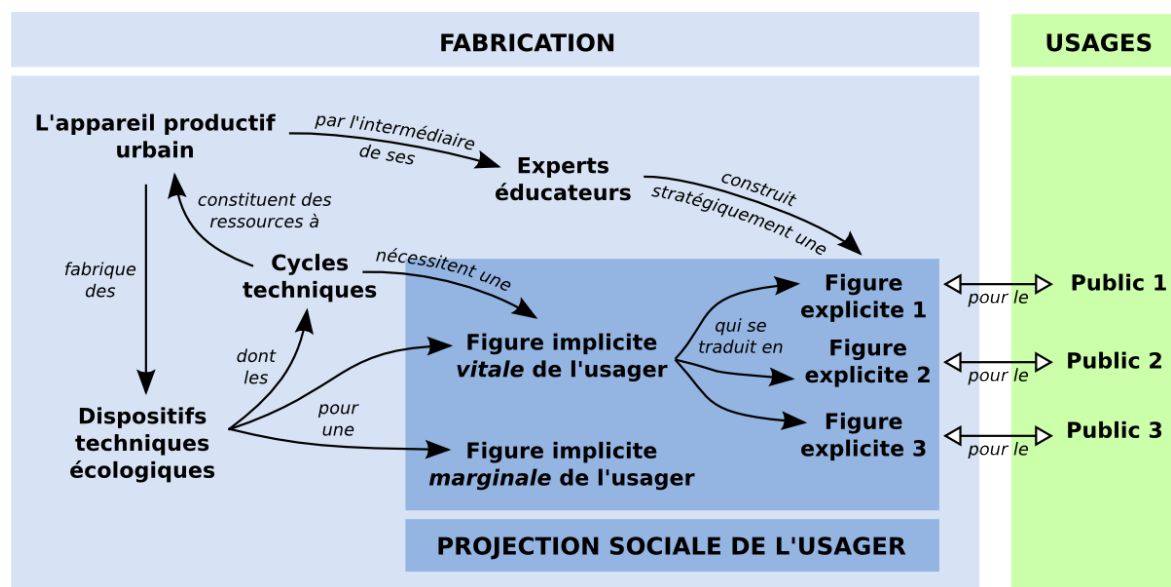 FABRICATION
USAGES
L'appareil productif
urbain
par l'intermédiaire
de ses
Experts
éducateurs
construit
stratégiquement une
constituent des
ressources à
fabrique
des
Cycles
techniques
nécessitent une
dont
les
Dispositifs
techniques
écologiques
pour
une
Figure implicite
vitale de l'usager
Figure implicite
marginale de l'usager
qui se
traduit en
Figure
explicite 1
pour le
Public 1
Figure
explicite 2
pour le
Public 2
Figure
explicite 3
pour le
Public 3
PROJECTION SOCIALE DE L'USAGER